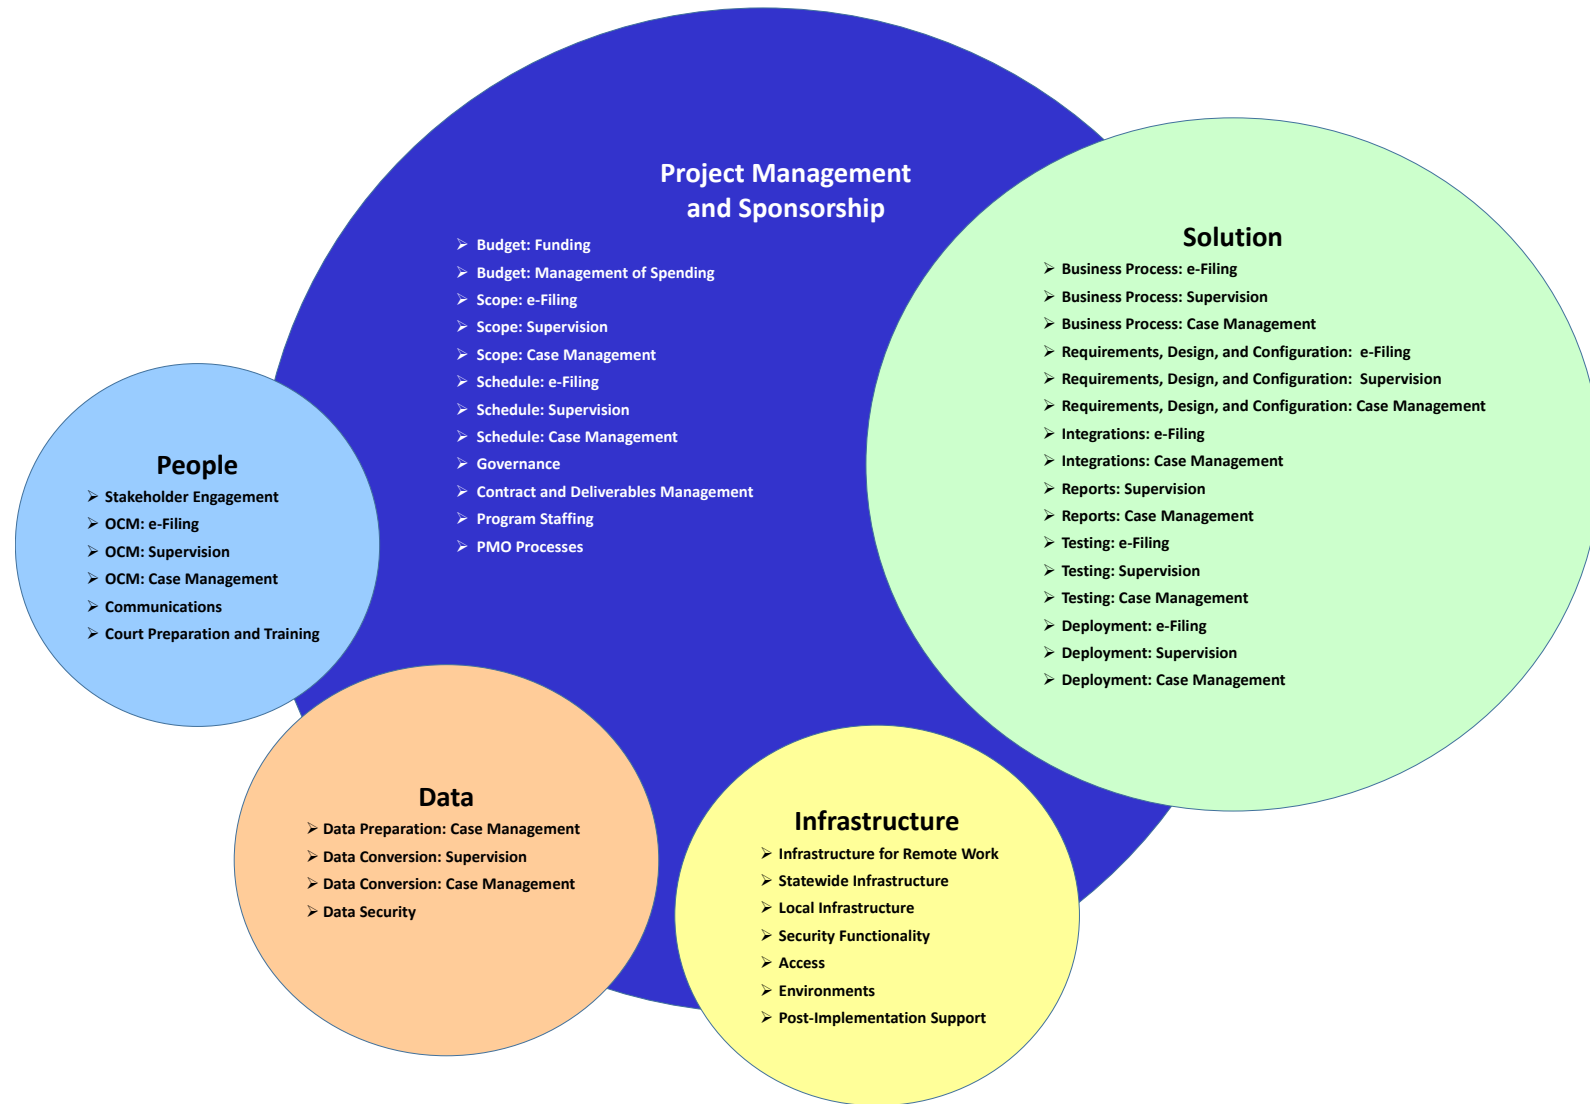 Project Management
and Sponsorship
➢ Budget: Funding
➢ Budget: Management of Spending
➢ Scope: e-Filing
➢ Scope: Supervision
➢ Scope: Case Management
➢ Schedule: e-Filing
➢ Schedule: Supervision
➢ Schedule: Case Management
➢ Governance
➢ Contract and Deliverables Management
➢ Program Staffing
➢ PMO Processes
Solution
➢ Business Process: e-Filing
➢ Business Process: Supervision
➢ Business Process: Case Management
➢ Requirements, Design, and Configuration:  e-Filing
➢ Requirements, Design, and Configuration:  Supervision
➢ Requirements, Design, and Configuration: Case Management
➢ Integrations: e-Filing
➢ Integrations: Case Management
➢ Reports: Supervision
➢ Reports: Case Management
➢ Testing: e-Filing
➢ Testing: Supervision
➢ Testing: Case Management
➢ Deployment: e-Filing
➢ Deployment: Supervision
➢ Deployment: Case Management
People
➢ Stakeholder Engagement
➢ OCM: e-Filing
➢ OCM: Supervision
➢ OCM: Case Management
➢ Communications
➢ Court Preparation and Training
Data
➢ Data Preparation: Case Management
➢ Data Conversion: Supervision
➢ Data Conversion: Case Management
➢ Data Security
Infrastructure
➢ Infrastructure for Remote Work
➢ Statewide Infrastructure
➢ Local Infrastructure
➢ Security Functionality
➢ Access
➢ Environments
➢ Post-Implementation Support